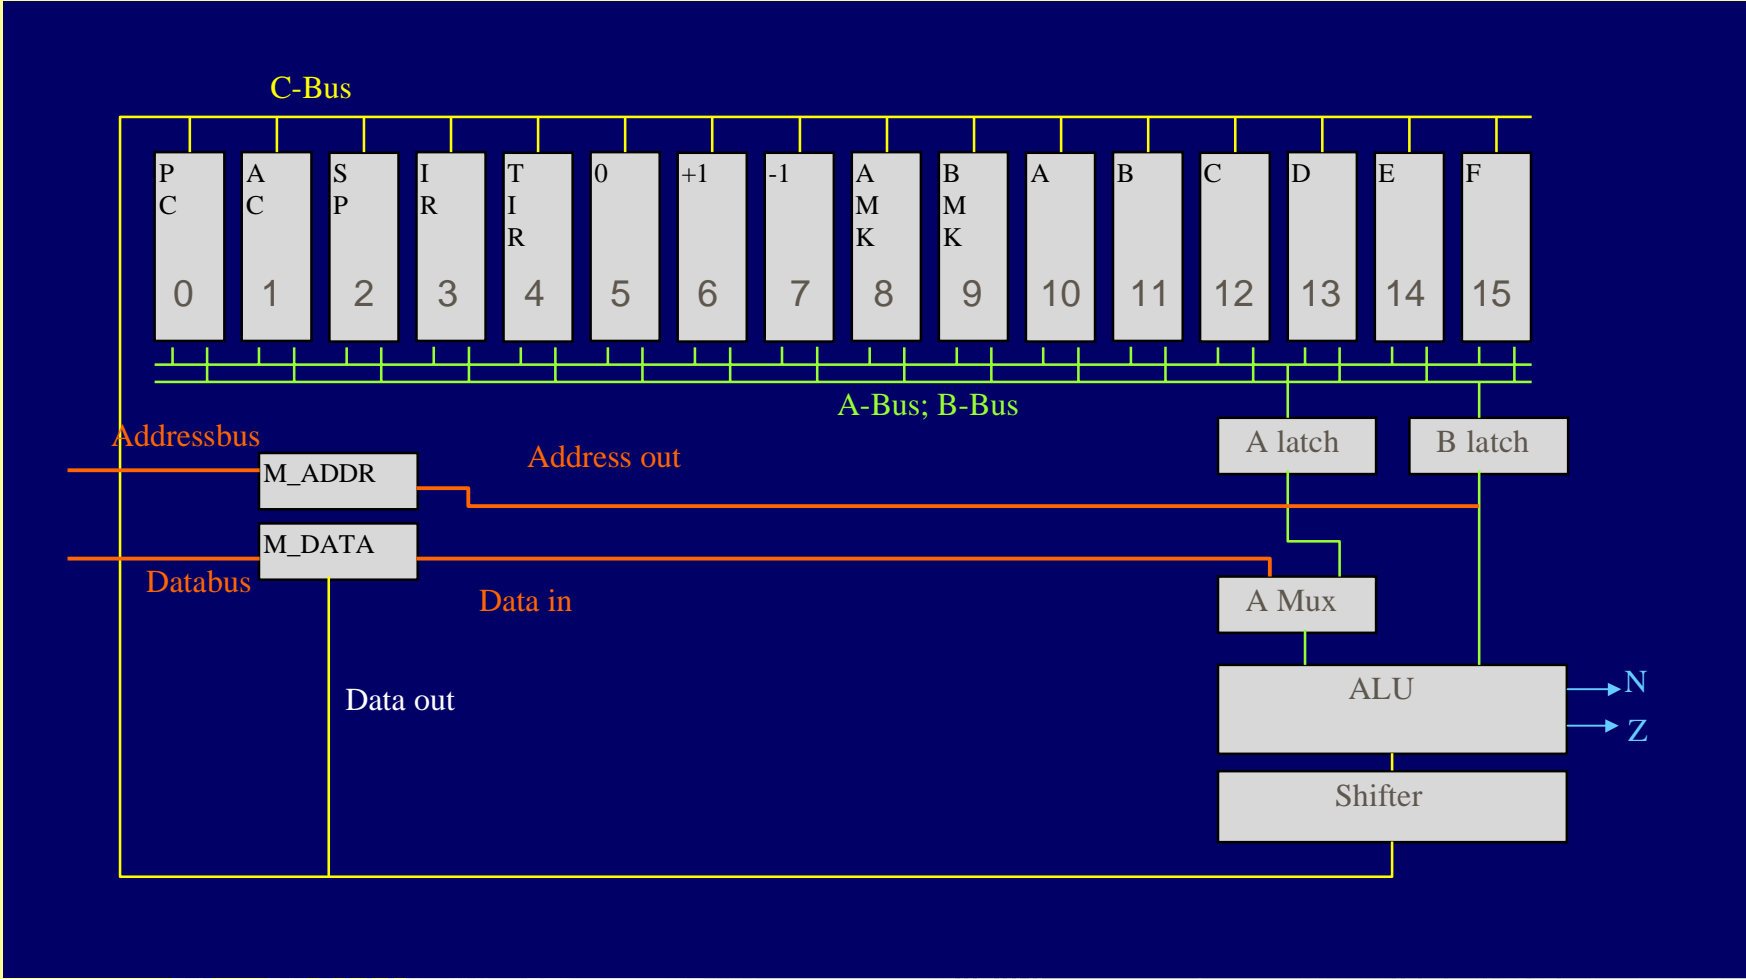 C-Bus
P
C
0
A
C
1
S
P
2
I
R
3
T
I
R
4
0
5
+1
6
-1
7
A
M
K
8
B
M
K
9
A
10
B
11
C
12
D
13
E
14
F
15
A-Bus; B-Bus
Addressbus
M_ADDR
Address out
A latch
B latch
M_DATA
Databus
Data in
A Mux
Data out
ALU
N
Z
Shifter